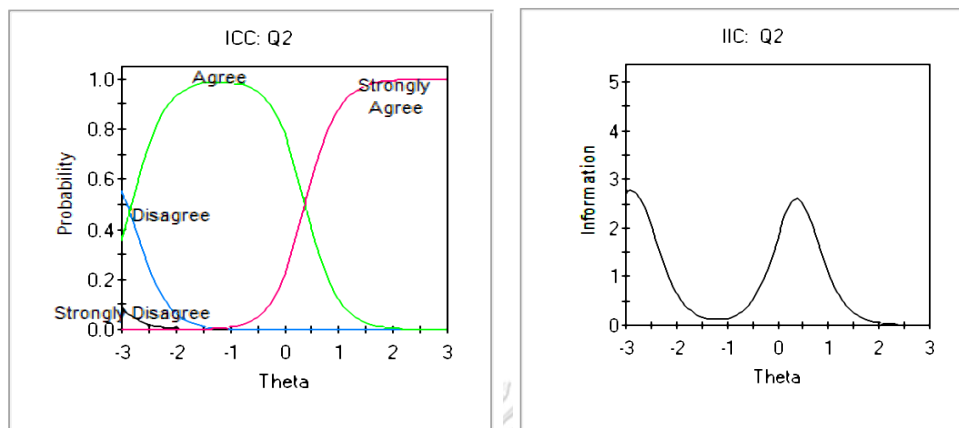 ICC: Q2
1.0
0.8
0.6
0.4
0.2
0.0
Probability
Agree
Strongly
Agree
Disagree
Strongly Disagree
-3
-2
-1
0
1
2
3
Theta
IIC: Q2
5
4
3
2
1
0
Information
-3
-2
-1
0
1
2
3
Theta